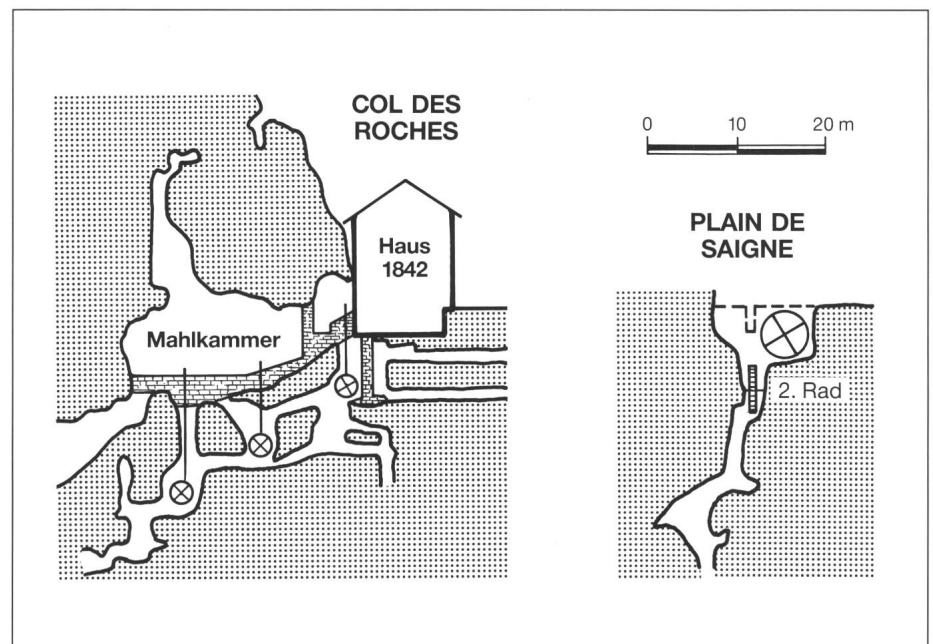 COL DES
ROCHES
Haus
1842
Mahlkammer
0 10 20 m
PLAIN DE
SAIGNE
2. Rad